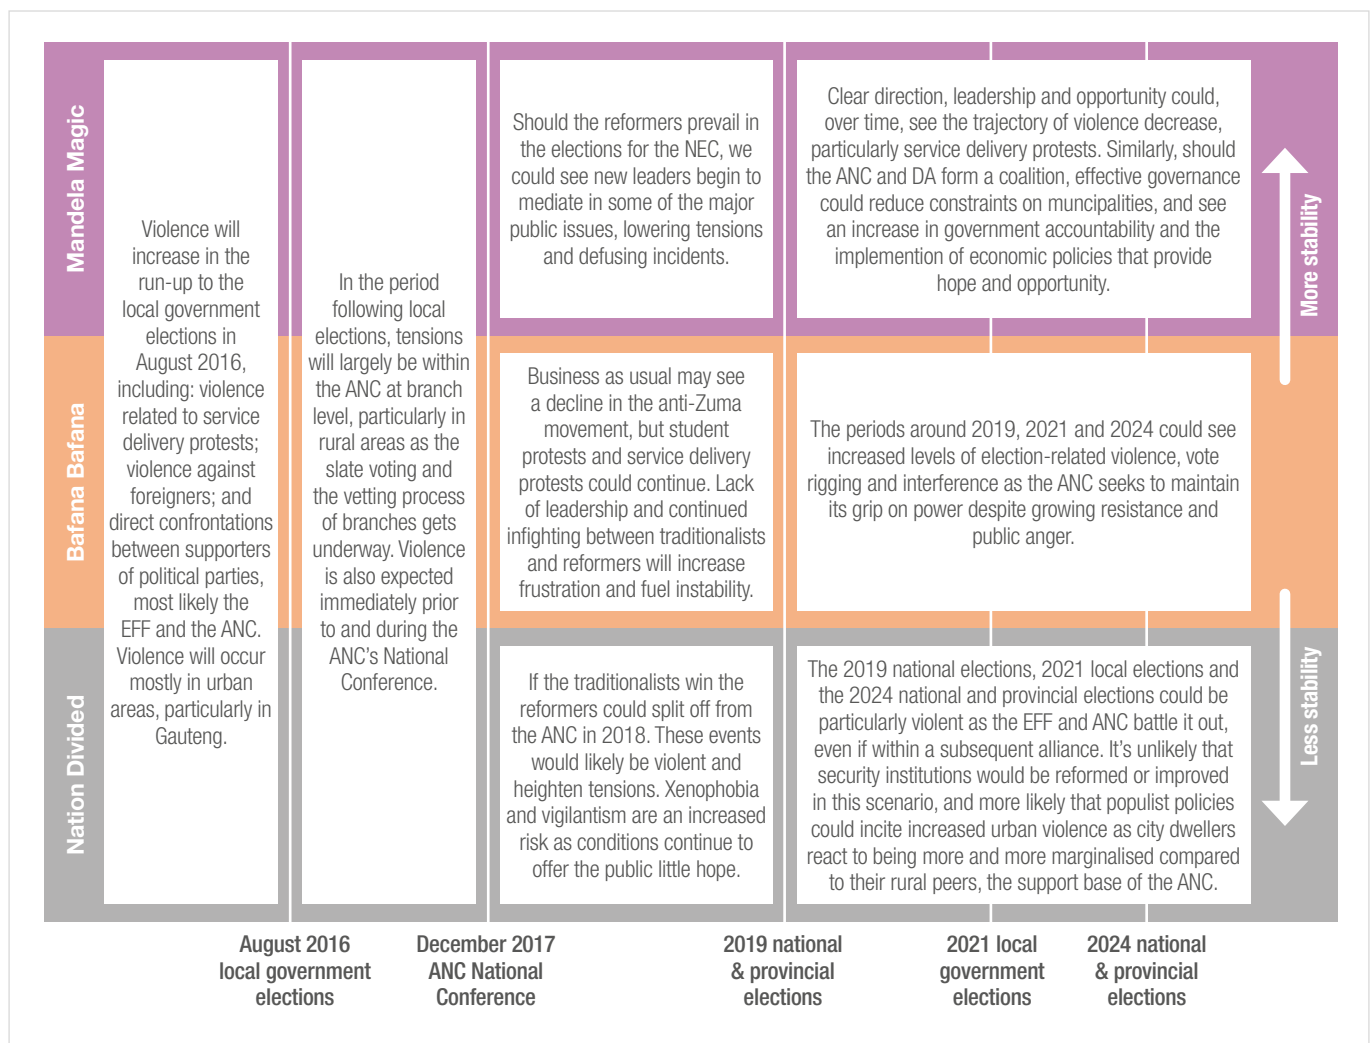 Mandela Magic
Bafana Bafana
Nation Divided
Violence will
increase in the
run-up to the
local government
elections in
August 2016,
including: violence
related to service
delivery protests;
violence against
foreigners; and
direct confrontations
between supporters
of political parties,
most likely the
EFF and the ANC.
Violence will occur
mostly in urban
areas, particularly in
Gauteng.
In the period
following local
elections, tensions
will largely be within
the ANC at branch
level, particularly in
rural areas as the
slate voting and
the vetting process
of branches gets
underway. Violence
is also expected
immediately prior
to and during the
ANC's National
Conference.
Should the reformers prevail in
the elections for the NEC, we
could see new leaders begin to
mediate in some of the major
public issues, lowering tensions
and defusing incidents.
Clear direction, leadership and opportunity could,
over time, see the trajectory of violence decrease,
particularly service delivery protests. Similarly, should
the ANC and DA form a coalition, effective governance
could reduce constraints on muncipalities, and see
an increase in government accountability and the
implemention of economic policies that provide
hope and opportunity.
Business as usual may see
a decline in the anti-Zuma
movement, but student
protests and service delivery
protests could continue. Lack
of leadership and continued
infighting between traditionalists
and reformers will increase
frustration and fuel instability.
The periods around 2019, 2021 and 2024 could see
increased levels of election-related violence, vote
rigging and interference as the ANC seeks to maintain
its grip on power despite growing resistance and
public anger.
If the traditionalists win the
reformers could split off from
the ANC in 2018. These events
would likely be violent and
heighten tensions. Xenophobia
and vigilantism are an increased
risk as conditions continue to
offer the public little hope.
The 2019 national elections, 2021 local elections and
the 2024 national and provincial elections could be
particularly violent as the EFF and ANC battle it out,
even if within a subsequent alliance. It's unlikely that
security institutions would be reformed or improved
in this scenario, and more likely that populist policies
could incite increased urban violence as city dwellers
react to being more and more marginalised compared
to their rural peers, the support base of the ANC.
More stability
Less stability
August 2016
local government
elections
December 2017
ANC National
Conference
2019 national
& provincial
elections
2021 local
government
elections
2024 national
& provincial
elections